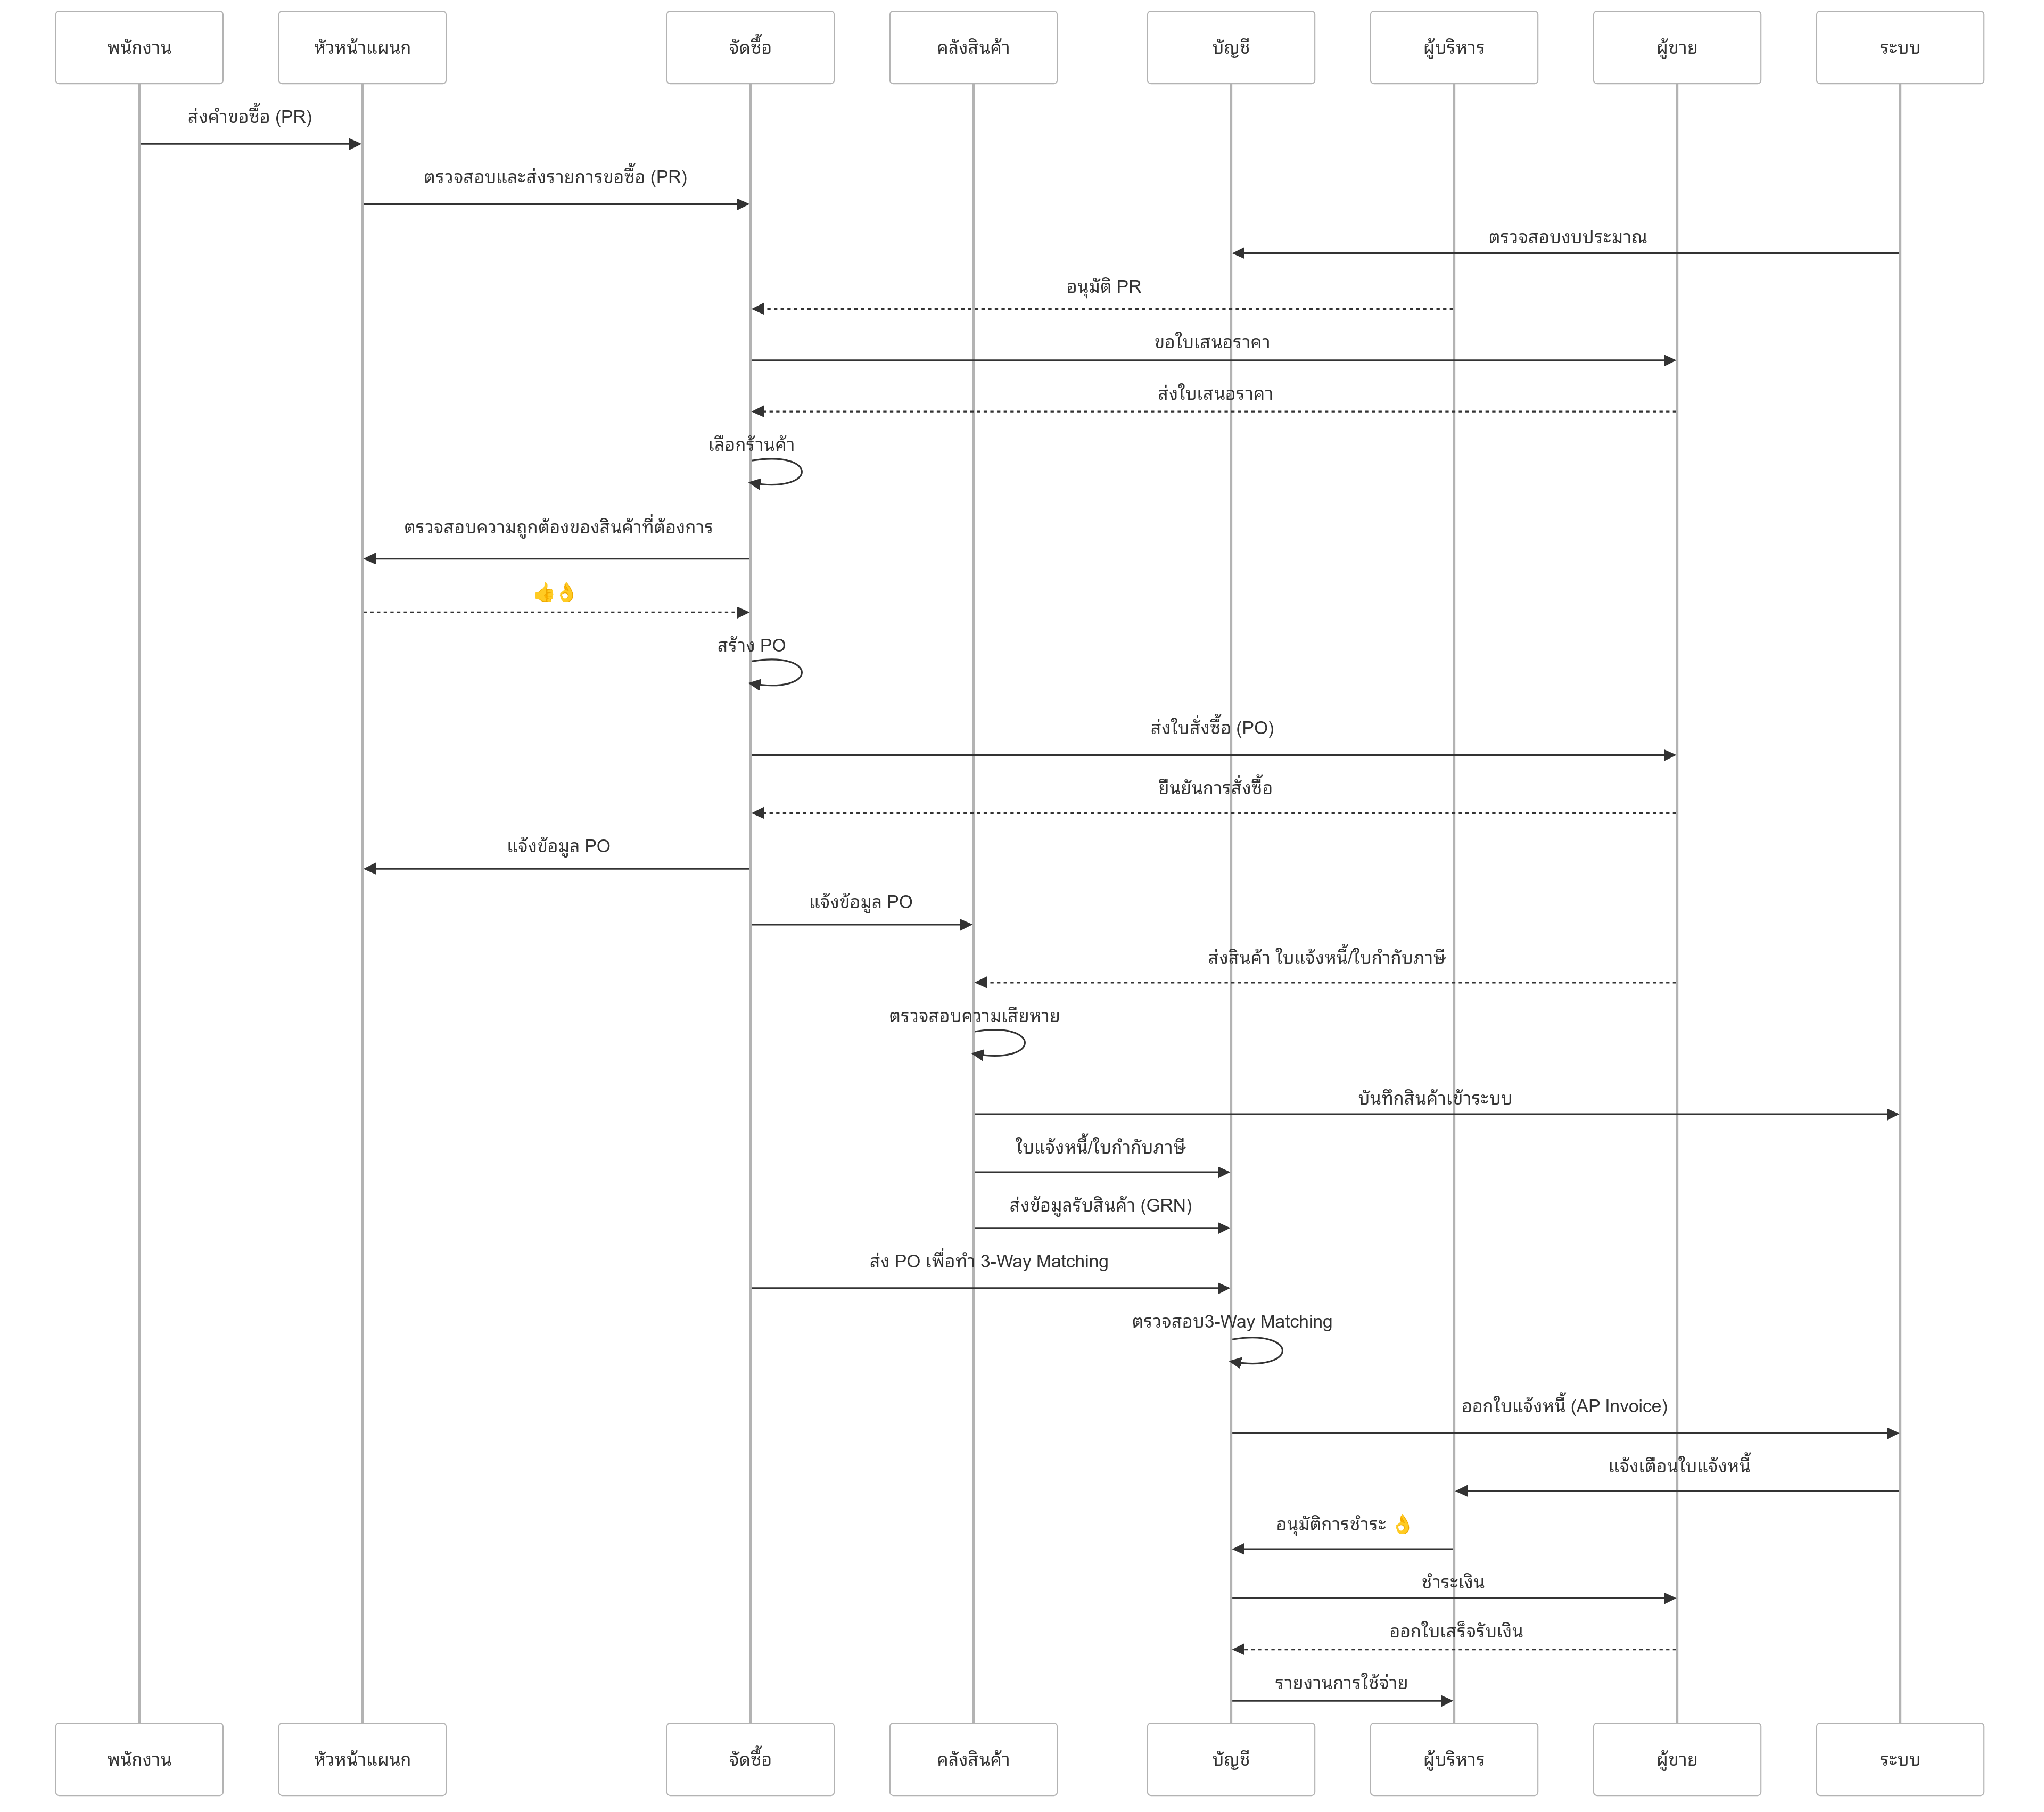 พนักงาน
หัวหน้าแผนก
จัดซื้อ
คลังสินค้า
บัญชี
ผู้บริหาร
ผู้ขาย
ระบบ
ส่งคำขอซื้อ (PR)
ตรวจสอบและส่งรายการขอซื้อ (PR)
ตรวจสอบงบประมาณ
อนุมัติ PR
ขอใบเสนอราคา
ส่งใบเสนอราคา
เลือกร้านค้า
ตรวจสอบความถูกต้องของสินค้าที่ต้องการ
👍👌
สร้าง PO
ส่งใบสั่งซื้อ (PO)
ยืนยันการสั่งซื้อ
แจ้งข้อมูล PO
แจ้งข้อมูล PO
ส่งสินค้า ใบแจ้งหนี้/ใบกำกับภาษี
ตรวจสอบความเสียหาย
บันทึกสินค้าเข้าระบบ
ใบแจ้งหนี้/ใบกำกับภาษี
ส่งข้อมูลรับสินค้า (GRN)
ส่ง PO เพื่อทำ 3-Way Matching
ตรวจสอบ3-Way Matching
ออกใบแจ้งหนี้ (AP Invoice)
แจ้งเตือนใบแจ้งหนี้
อนุมัติการชำระ 👌
ชำระเงิน
ออกใบเสร็จรับเงิน
รายงานการใช้จ่าย
พนักงาน
หัวหน้าแผนก
จัดซื้อ
คลังสินค้า
บัญชี
ผู้บริหาร
ผู้ขาย
ระบบ